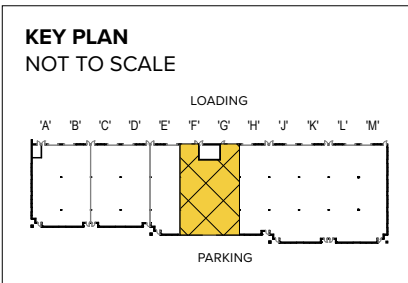 KEY PLAN
NOT TO SCALE
LOADING
'A' 'B' 'C' 'D' 'E' 'F' 'G' 'H' 'J' 'K' 'L' 'M'
PARKING